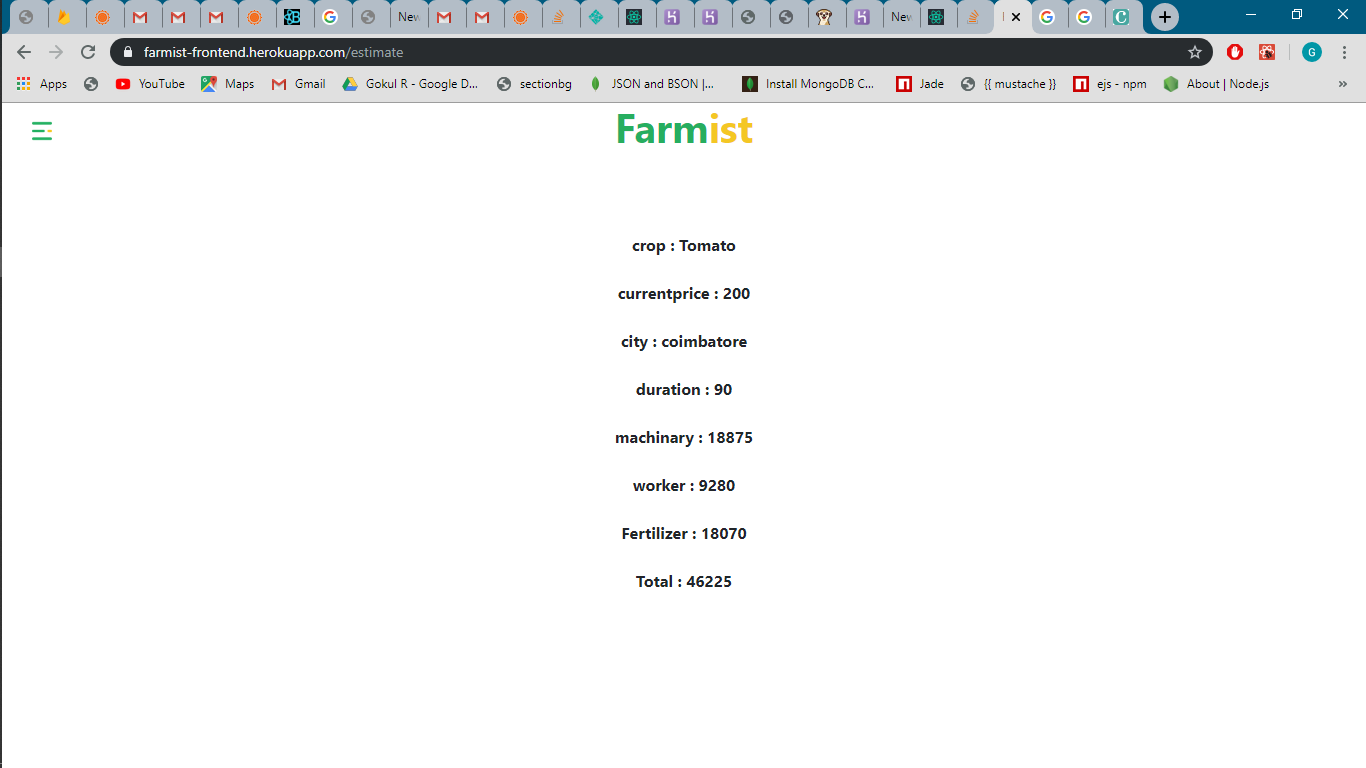 New
New
farmist-frontend.herokuapp.com/estimate
G
Apps YouTube Maps Gmail Gokul R - Google D... sectionbg JSON and BSON |... Install MongoDB C... Jade {{ mustache }} ejs - npm About | Node.js »
Farmist
crop : Tomato
currentprice : 200
city : coimbatore
duration : 90
machinary : 18875
worker : 9280
Fertilizer : 18070
Total : 46225